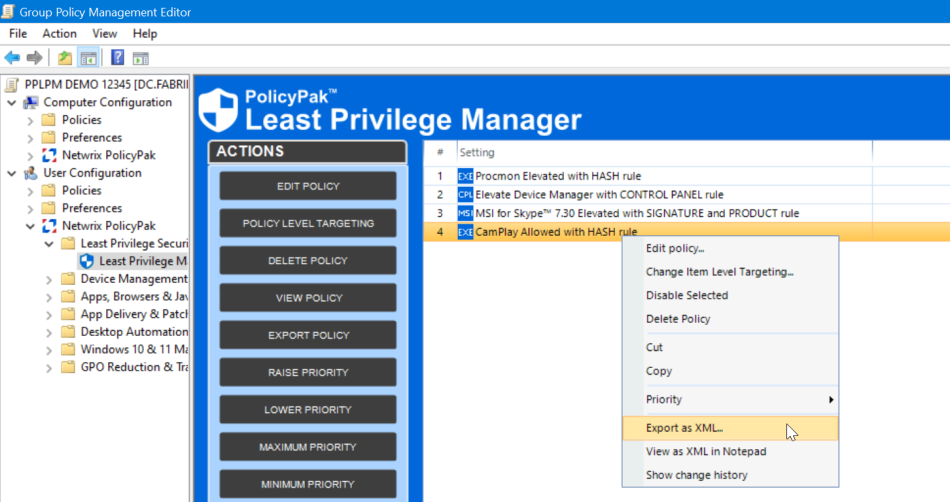 Group Policy Management Editor
File Action View Help
PPLPM DEMO 12345 [DC.FABRI
Computer Configuration
Policies
Preferences
Netwrix PolicyPak
User Configuration
Policies
Preferences
Netwrix PolicyPak
Least Privilege Securi
Least Privilege M
Device Management
Apps, Browsers & Jav
App Delivery & Patch
Desktop Automation
Windows 10 & 11 Ma
GPO Reduction & Tra
PolicyPak™
Least Privilege Manager
ACTIONS
EDIT POLICY
POLICY LEVEL TARGETING
DELETE POLICY
VIEW POLICY
EXPORT POLICY
RAISE PRIORITY
LOWER PRIORITY
MAXIMUM PRIORITY
MINIMUM PRIORITY
# Setting
1 EXE Procmon Elevated with HASH rule
2 CPL Elevate Device Manager with CONTROL PANEL rule
3 MSI MSI for Skype™ 7.30 Elevated with SIGNATURE and PRODUCT rule
4 EXE CamPlay Allowed with HASH rule
Edit policy...
Change Item Level Targeting...
Disable Selected
Delete Policy
Cut
Copy
Priority
Export as XML...
View as XML in Notepad
Show change history